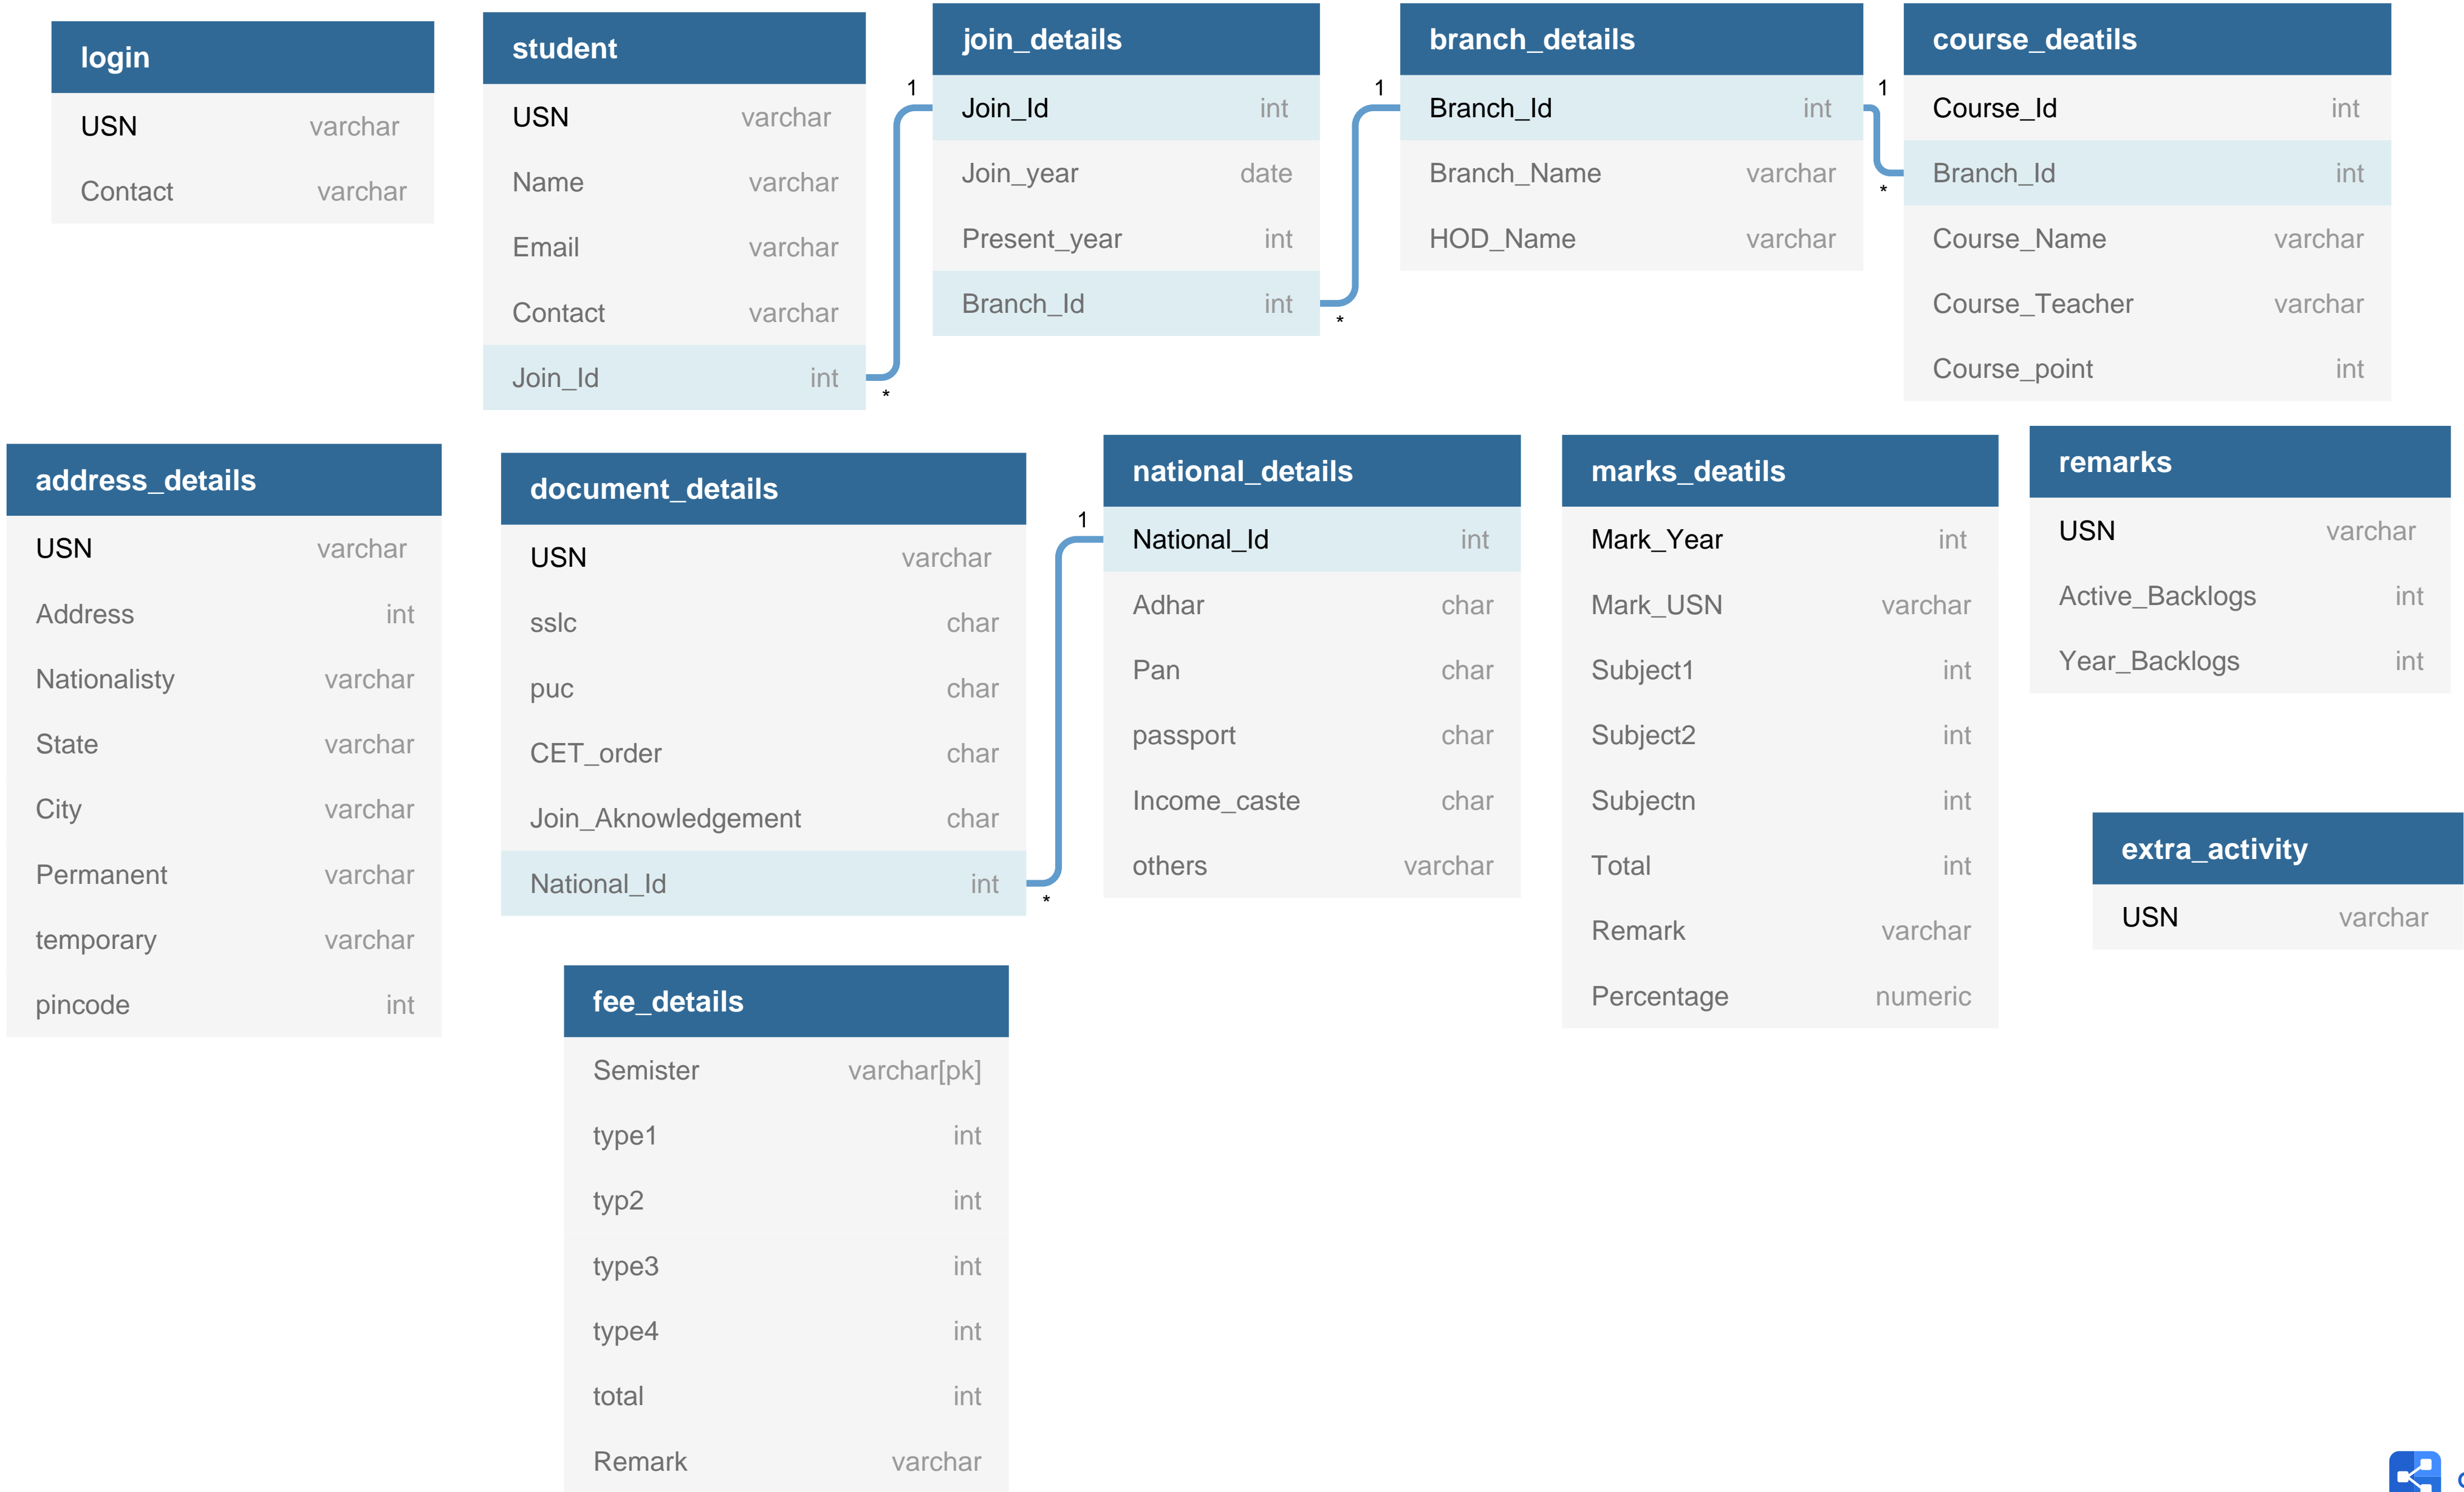 login
USN varchar
Contact varchar
student
USN varchar
Name varchar
Email varchar
Contact varchar
Join_Id int
*
1
join_details
Join_Id int
Join_year date
Present_year int
Branch_Id int
*
1
branch_details
Branch_Id int
Branch_Name varchar
HOD_Name varchar
1
*
course_deatils
Course_Id int
Branch_Id int
Course_Name varchar
Course_Teacher varchar
Course_point int
address_details
USN varchar
Address int
Nationalisty varchar
State varchar
City varchar
Permanent varchar
temporary varchar
pincode int
document_details
USN varchar
sslc char
puc char
CET_order char
Join_Aknowledgement char
National_Id int
*
1
national_details
National_Id int
Adhar char
Pan char
passport char
Income_caste char
others varchar
marks_deatils
Mark_Year int
Mark_USN varchar
Subject1 int
Subject2 int
Subjectn int
Total int
Remark varchar
Percentage numeric
remarks
USN varchar
Active_Backlogs int
Year_Backlogs int
extra_activity
USN varchar
fee_details
Semister varchar[pk]
type1 int
typ2 int
type3 int
type4 int
total int
Remark varchar